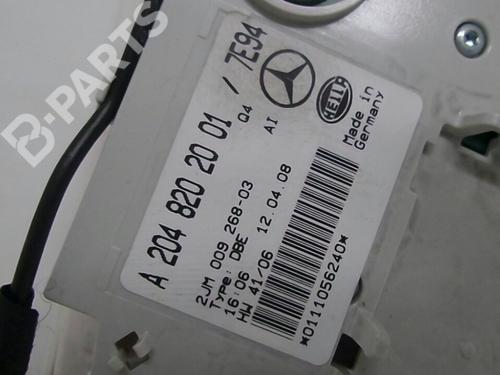 B-PARTS
A 204 820 20 01 / 7E94
Q4
AI
HELLA
Made in
Germany
2JM 009 268-03
Type: DBE 12.04.08
16:06
HW 41/06
*0111056240*